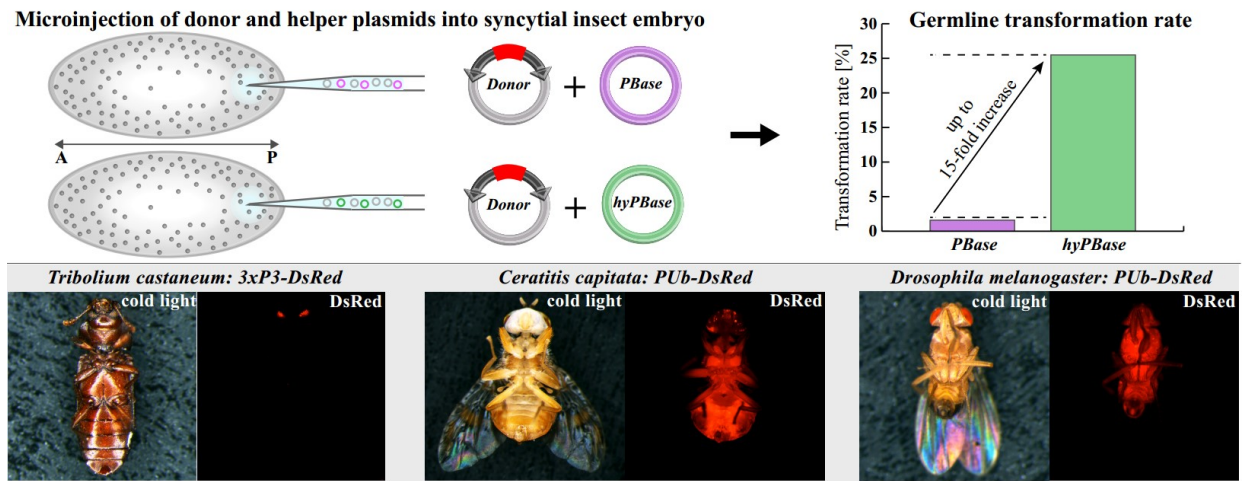 Microinjection of donor and helper plasmids into syncytial insect embryo
A P
Donor + PBase
Donor + hyPBase
Germline transformation rate
Transformation rate [%]
30
25
20
15
10
5
0
up to
15-fold increase
PBase hyPBase
Tribolium castaneum: 3xP3-DsRed
cold light DsRed
Ceratitis capitata: PUb-DsRed
cold light DsRed
Drosophila melanogaster: PUb-DsRed
cold light DsRed